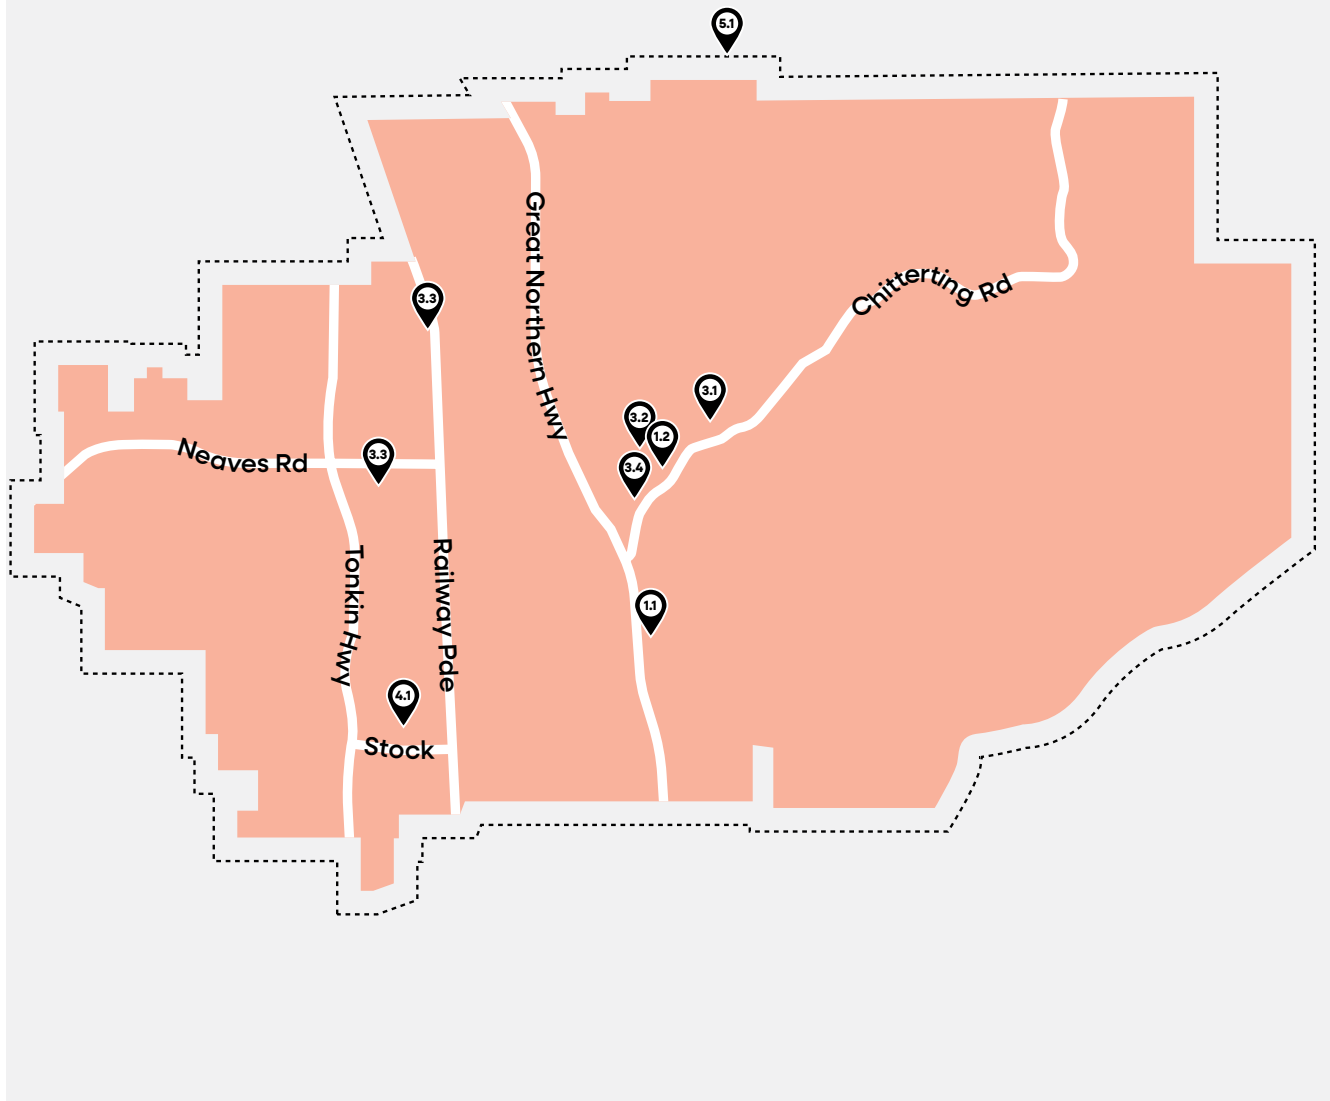 5.1
Great Northern Hwy
Chitterting Rd
3.3
3.1
3.2
1.2
Neaves Rd
3.3
3.4
Tonkin Hwy
Railway Pde
1.1
4.1
Stock